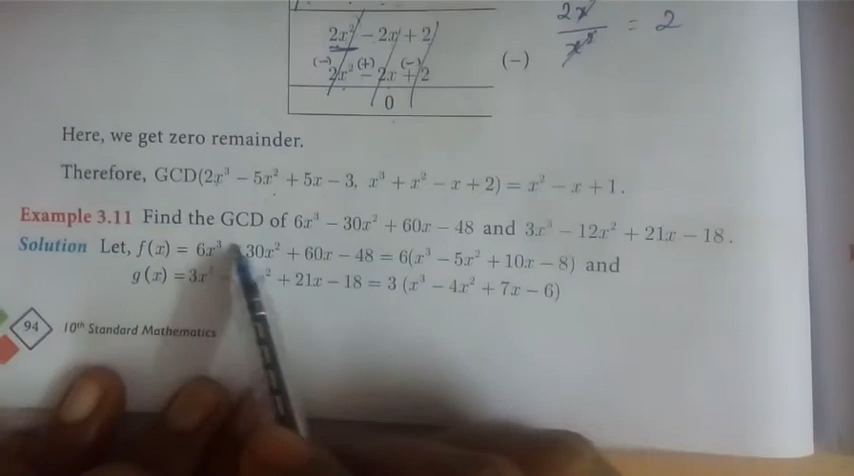 2x² − 2x + 2
(−) (+) (−)
2x² − 2x + 2 (−)
0
2x²/x² = 2
Here, we get zero remainder.
Therefore, GCD(2x³ − 5x² + 5x − 3, x³ + x² − x + 2) = x² − x + 1.
Example 3.11 Find the GCD of 6x³ − 30x² + 60x − 48 and 3x³ − 12x² + 21x − 18.
Solution Let, f(x) = 6x³ 30x² + 60x − 48 = 6(x³ − 5x² + 10x − 8) and
g(x) = 3x ² + 21x − 18 = 3 (x³ − 4x² + 7x − 6)
94 10th Standard Mathematics